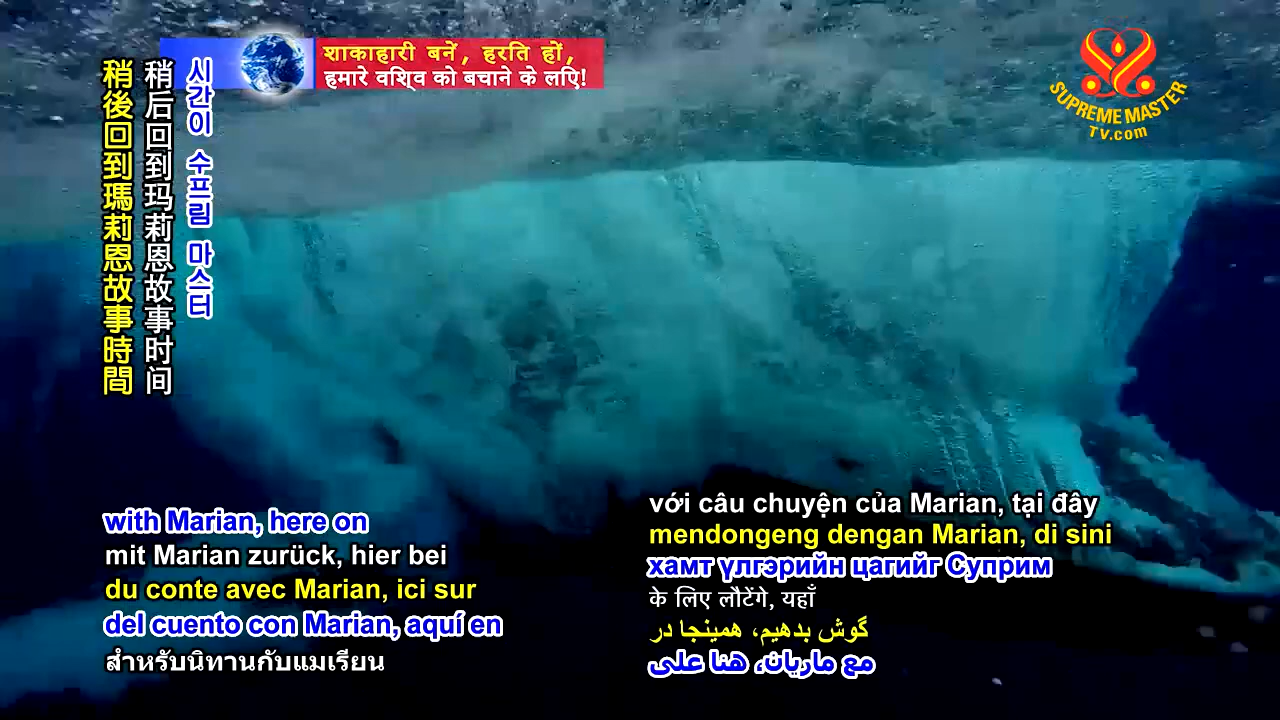 शाकाहारी बनें, हरति हों,
हमारे वशि्व को बचाने के लएि!
SUPREME MASTER
TV.com
稍後回到瑪莉恩故事時間
稍后回到玛莉恩故事时间
시간이 수프림 마스터
with Marian, here on
mit Marian zurück, hier bei
du conte avec Marian, ici sur
del cuento con Marian, aquí en
สำหรับนิทานกับแมเรียน
với câu chuyện của Marian, tại đây
mendongeng dengan Marian, di sini
хамт үлгэрийн цагийг Суприм
के लिए लौटेंगे, यहाँ
گوش بدهیم، همینجا در
مع ماريان، هنا على